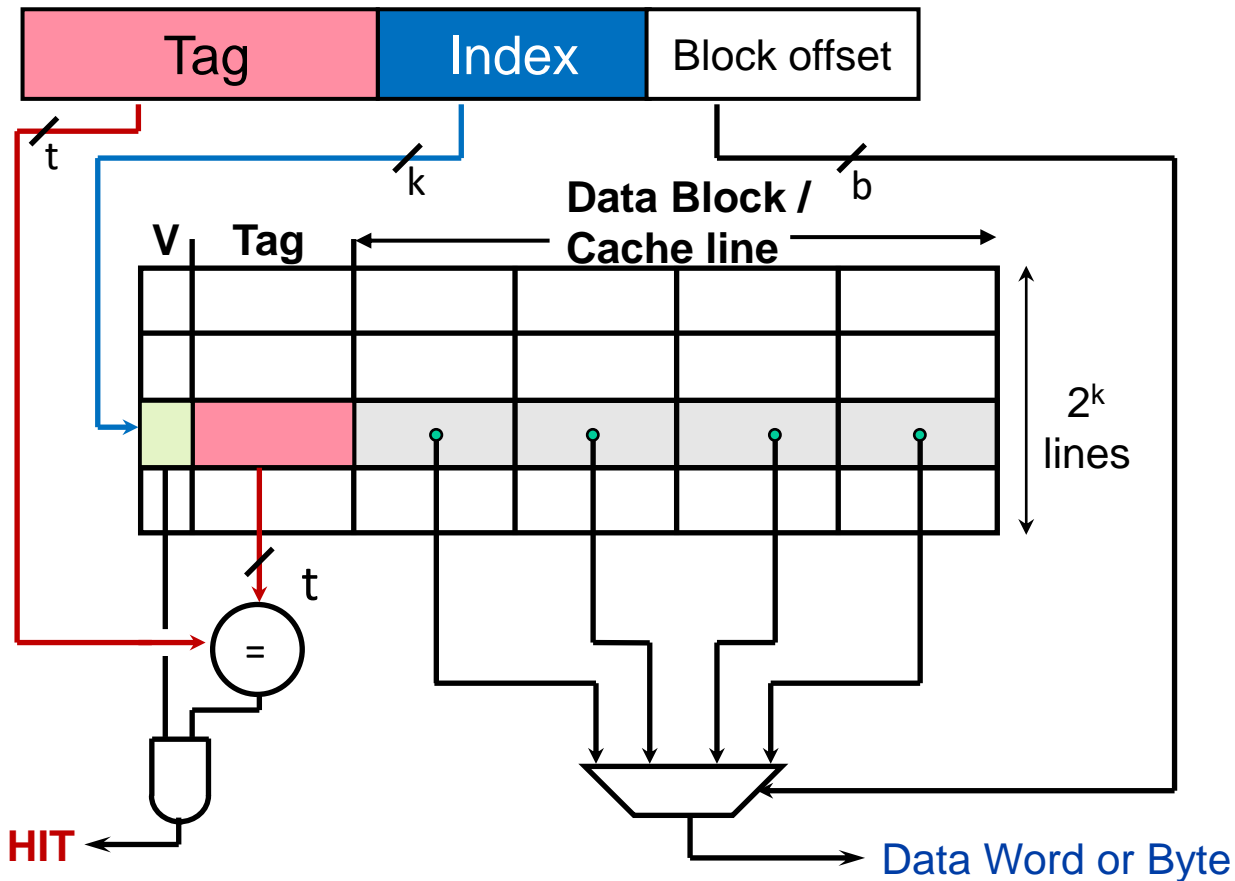 Tag Index Block offset
t
k
b
Data Block /
Cache line
V Tag
2ᵏ
lines
t
=
HIT
Data Word or Byte